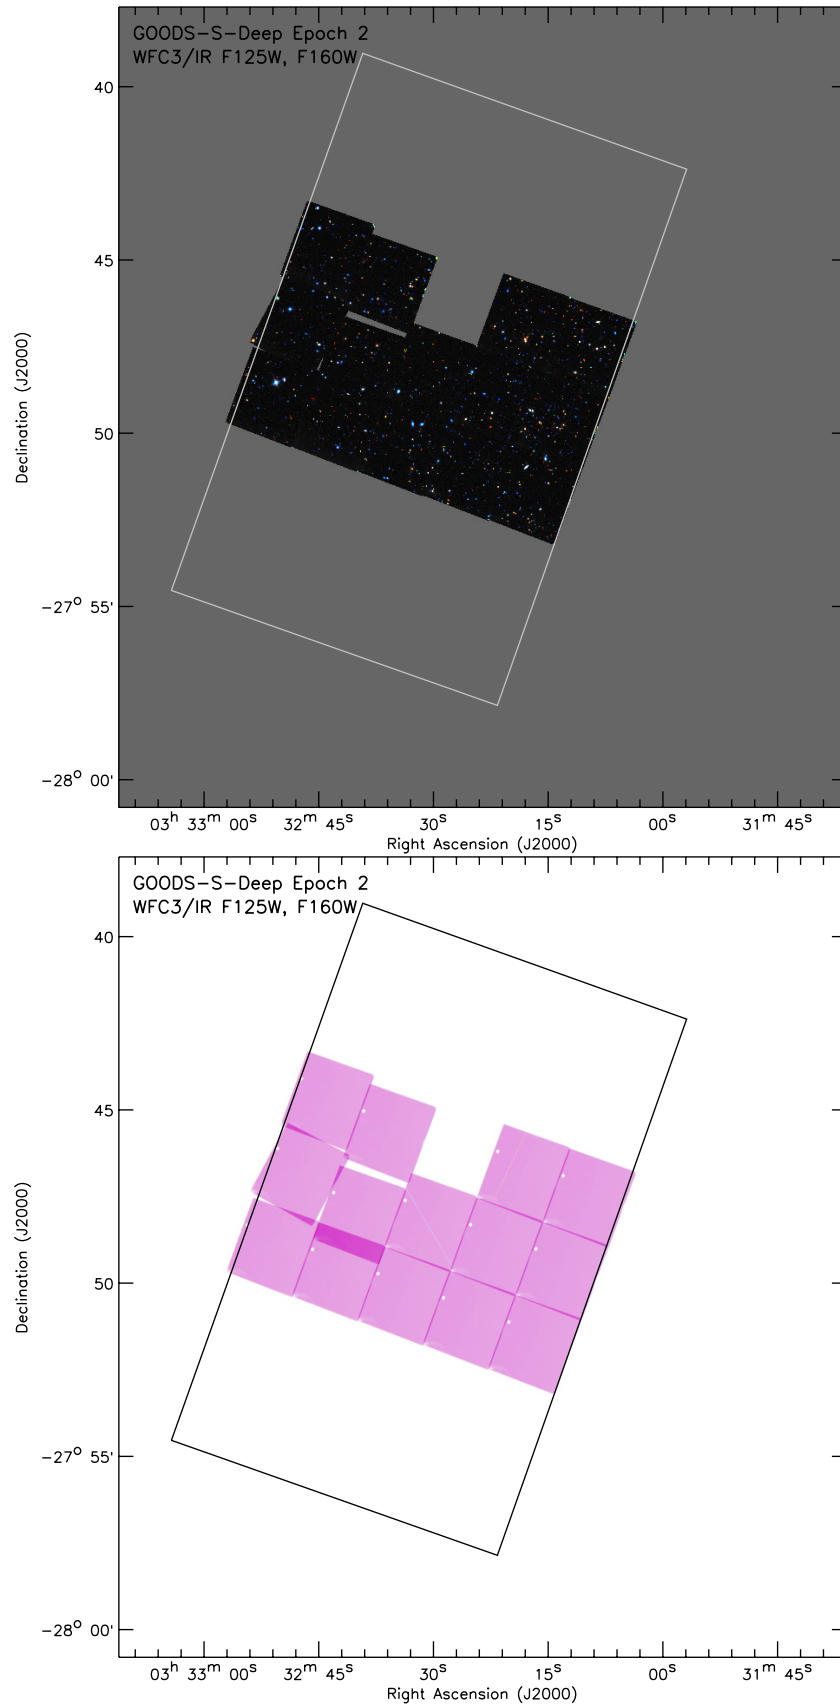 GOODS-S-Deep Epoch 2
WFC3/IR F125W, F160W
40
45
50
-27° 55'
-28° 00'
Declination (J2000)
03h 33m 00s
32m 45s
30s
15s
00s
31m 45s
Right Ascension (J2000)
GOODS-S-Deep Epoch 2
WFC3/IR F125W, F160W
40
45
50
-27° 55'
-28° 00'
Declination (J2000)
03h 33m 00s
32m 45s
30s
15s
00s
31m 45s
Right Ascension (J2000)